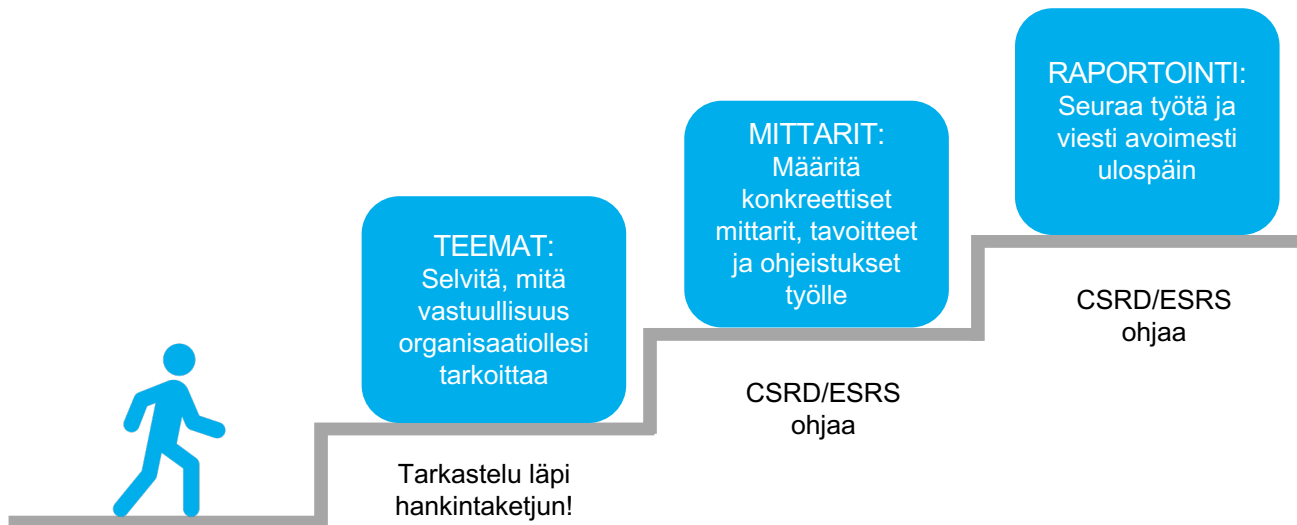 TEEMAT:
Selvitä, mitä
vastuullisuus
organisaatiollesi
tarkoittaa
Tarkastelu läpi
hankintaketjun!
MITTARIT:
Määritä
konkreettiset
mittarit, tavoitteet
ja ohjeistukset
työlle
CSRD/ESRS
ohjaa
RAPORTOINTI:
Seuraa työtä ja
viesti avoimesti
ulospäin
CSRD/ESRS
ohjaa